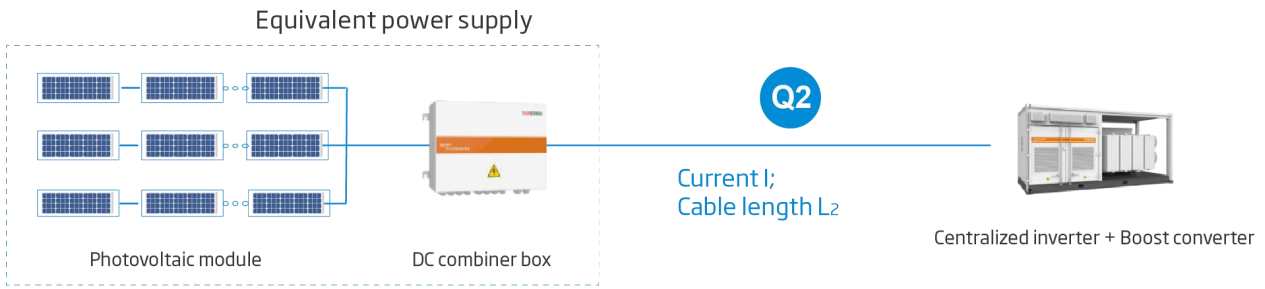 Equivalent power supply
Q2
Current I;
Cable length L2
Photovoltaic module
DC combiner box
Centralized inverter + Boost converter